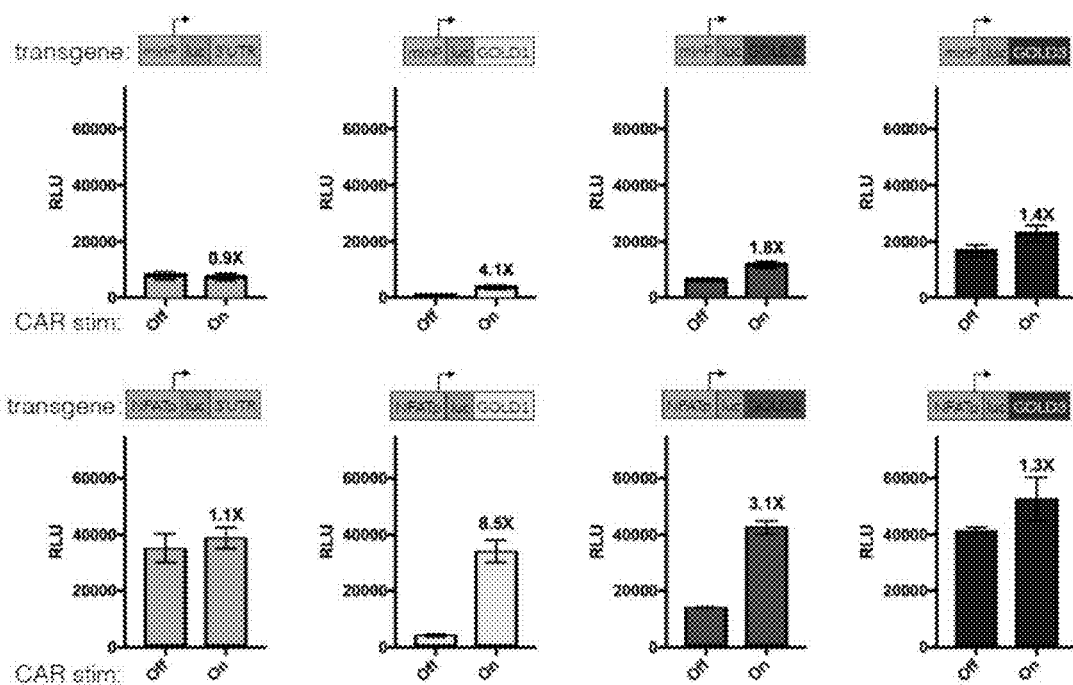 transgene:
GOLD1
GOLD3
60000
40000
20000
0
RLU
0.9X
Off
On
60000
40000
20000
0
RLU
4.1X
Off
On
60000
40000
20000
0
RLU
1.8X
Off
On
60000
40000
20000
0
RLU
1.4X
Off
On
CAR stim:
transgene:
GOLD1
GOLD3
60000
40000
20000
0
RLU
1.1X
Off
On
60000
40000
20000
0
RLU
8.5X
Off
On
60000
40000
20000
0
RLU
3.1X
Off
On
60000
40000
20000
0
RLU
1.3X
Off
On
CAR stim: